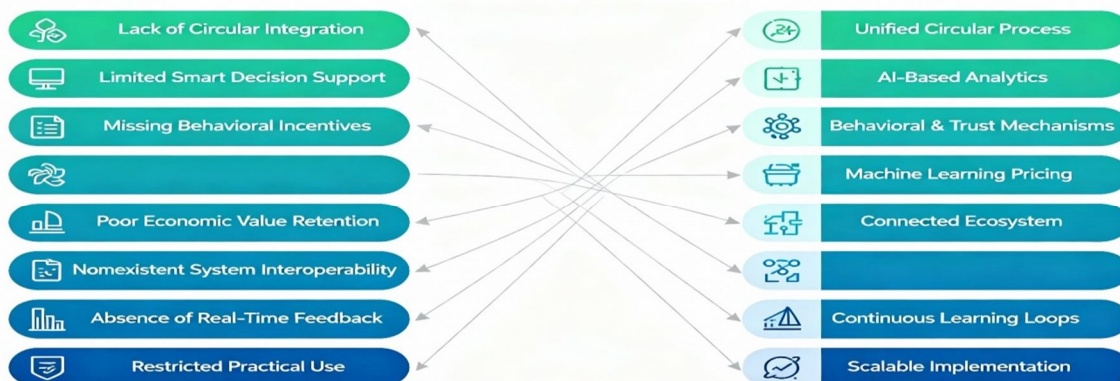 Lack of Circular Integration
Limited Smart Decision Support
Missing Behavioral Incentives
Poor Economic Value Retention
Nomexistent System Interoperability
Absence of Real-Time Feedback
Restricted Practical Use
24
Unified Circular Process
AI-Based Analytics
Behavioral & Trust Mechanisms
Machine Learning Pricing
Connected Ecosystem
Continuous Learning Loops
Scalable Implementation